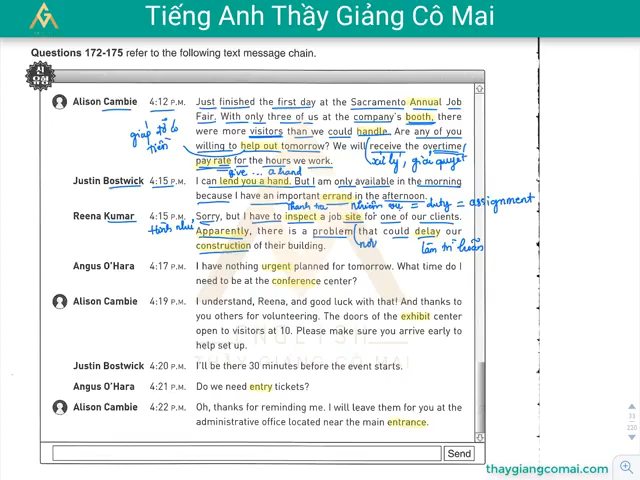 Tiếng Anh Thầy Giảng Cô Mai
Questions 172-175 refer to the following text message chain.
Alison Cambie 4:12 P.M. Just finished the first day at the Sacramento Annual Job
Fair. With only three of us at the company's booth, there
were more visitors than we could handle. Are any of you
willing to help out tomorrow? We will receive the overtime
pay rate for the hours we work.
xử lý, giải quyết
give ... a hand
Justin Bostwick 4:15 P.M. I can lend you a hand. But I am only available in the morning
because I have an important errand in the afternoon.
thanh tra
nhiệm vụ = duty = assignment
Reena Kumar 4:15 P.M. Sorry, but I have to inspect a job site for one of our clients.
hình như
Apparently, there is a problem that could delay our
construction of their building.
nơi
Angus O'Hara 4:17 P.M. I have nothing urgent planned for tomorrow. What time do I
need to be at the conference center?
Alison Cambie 4:19 P.M. I understand, Reena, and good luck with that! And thanks to
you others for volunteering. The doors of the exhibit center
open to visitors at 10. Please make sure you arrive early to
help set up.
Justin Bostwick 4:20 P.M. I'll be there 30 minutes before the event starts.
Angus O'Hara 4:21 P.M. Do we need entry tickets?
Alison Cambie 4:22 P.M. Oh, thanks for reminding me. I will leave them for you at the
administrative office located near the main entrance.
Send
33
220
thaygiangcomai.com
ENGLISH
THẦY GIẢNG CÔ MAI